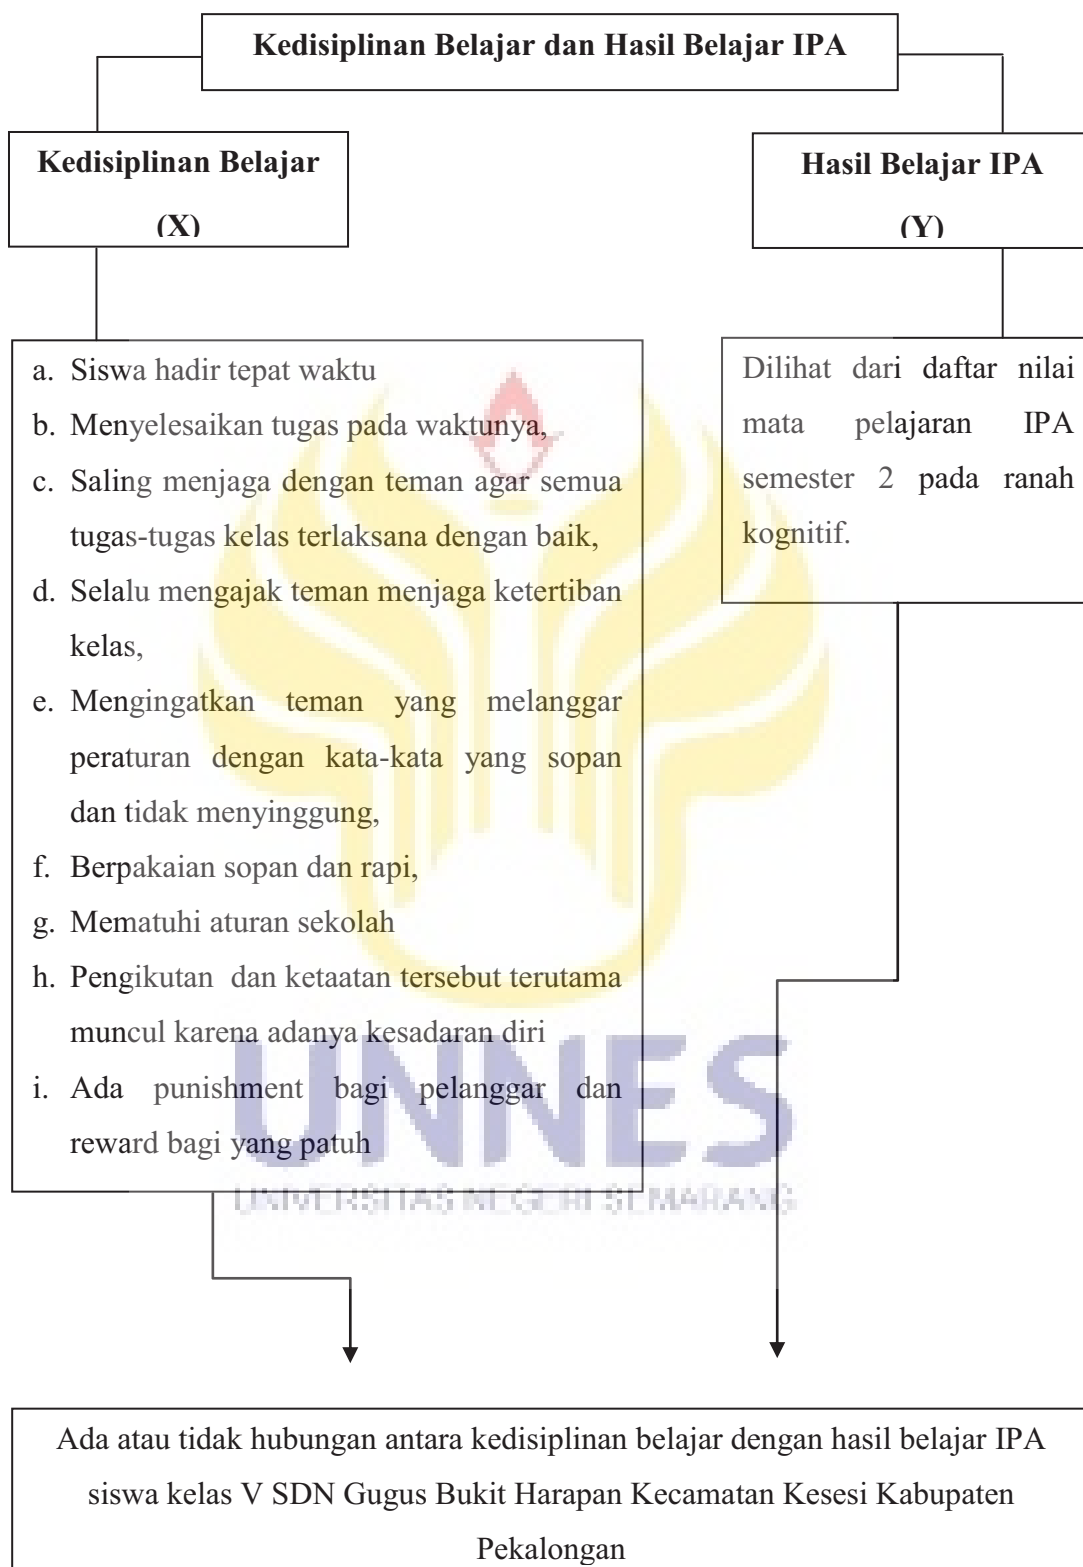 Kedisiplinan Belajar dan Hasil Belajar IPA
Kedisiplinan Belajar
(X)
Hasil Belajar IPA
(Y)
a. Siswa hadir tepat waktu
b. Menyelesaikan tugas pada waktunya,
c. Saling menjaga dengan teman agar semua
tugas-tugas kelas terlaksana dengan baik,
d. Selalu mengajak teman menjaga ketertiban
kelas,
e. Mengingatkan teman yang melanggar
peraturan dengan kata-kata yang sopan
dan tidak menyinggung,
f. Berpakaian sopan dan rapi,
g. Mematuhi aturan sekolah
h. Pengikutan dan ketaatan tersebut terutama
muncul karena adanya kesadaran diri
i. Ada punishment bagi pelanggar dan
reward bagi yang patuh
Dilihat dari daftar nilai
mata pelajaran IPA
semester 2 pada ranah
kognitif.
UNNES
UNIVERSITAS NEGERI SEMARANG
Ada atau tidak hubungan antara kedisiplinan belajar dengan hasil belajar IPA
siswa kelas V SDN Gugus Bukit Harapan Kecamatan Kesesi Kabupaten
Pekalongan